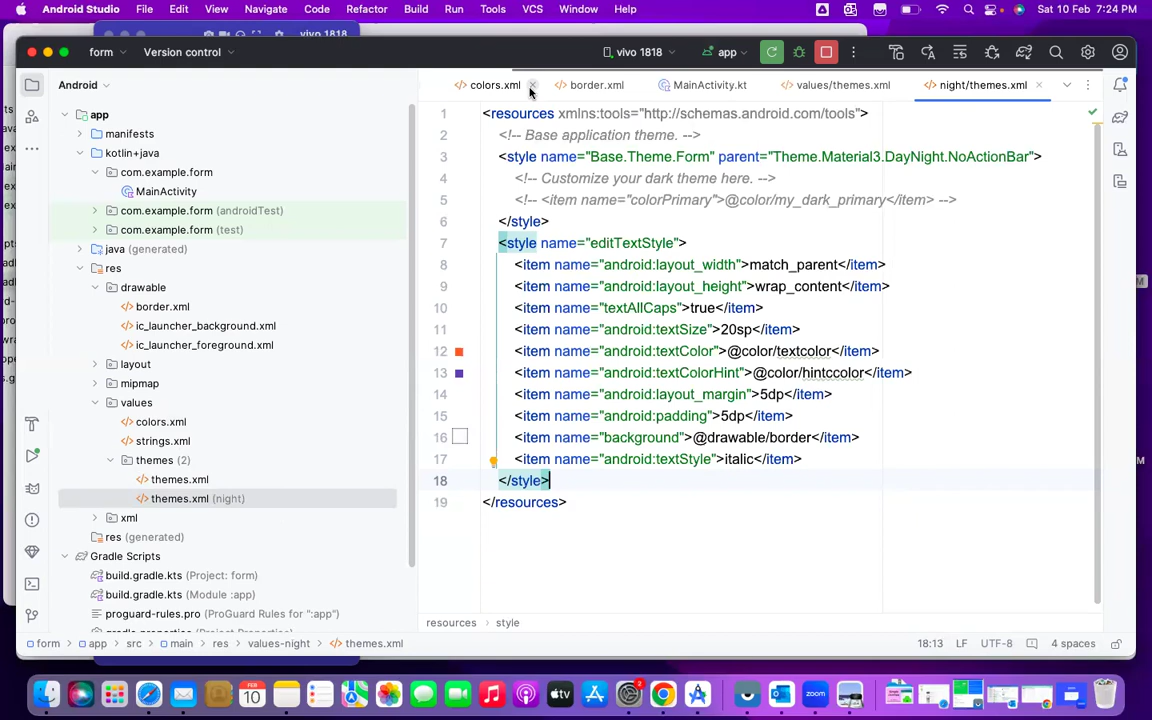 Android Studio File Edit View Navigate Code Refactor Build Run Tools VCS Window Help Sat 10 Feb 7:24 PM
vivo 1818
form Version control vivo 1818 app
Android
colors.xml border.xml MainActivity.kt values/themes.xml night/themes.xml
app
manifests
kotlin+java
com.example.form
MainActivity
com.example.form (androidTest)
com.example.form (test)
java (generated)
res
drawable
border.xml
ic_launcher_background.xml
ic_launcher_foreground.xml
layout
mipmap
values
colors.xml
strings.xml
themes (2)
themes.xml
themes.xml (night)
xml
res (generated)
Gradle Scripts
build.gradle.kts (Project: form)
build.gradle.kts (Module :app)
proguard-rules.pro (ProGuard Rules for ":app")
1 <resources xmlns:tools="http://schemas.android.com/tools">
2 <!-- Base application theme. -->
3 <style name="Base.Theme.Form" parent="Theme.Material3.DayNight.NoActionBar">
4 <!-- Customize your dark theme here. -->
5 <!-- <item name="colorPrimary">@color/my_dark_primary</item> -->
6 </style>
7 <style name="editTextStyle">
8 <item name="android:layout_width">match_parent</item>
9 <item name="android:layout_height">wrap_content</item>
10 <item name="textAllCaps">true</item>
11 <item name="android:textSize">20sp</item>
12 <item name="android:textColor">@color/textcolor</item>
13 <item name="android:textColorHint">@color/hintccolor</item>
14 <item name="android:layout_margin">5dp</item>
15 <item name="android:padding">5dp</item>
16 <item name="background">@drawable/border</item>
17 <item name="android:textStyle">italic</item>
18 </style>
19 </resources>
resources style
form app src main res values-night themes.xml 18:13 LF UTF-8 4 spaces
FEB
10
2
tv
zoom